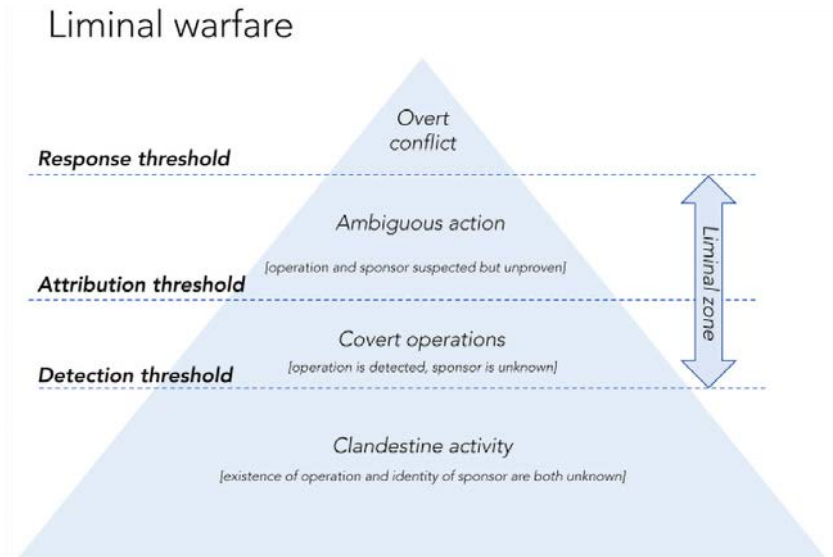 Liminal warfare
Overt
conflict
Response threshold
Ambiguous action
[operation and sponsor suspected but unproven]
Attribution threshold
Liminal zone
Covert operations
[operation is detected, sponsor is unknown]
Detection threshold
Clandestine activity
[existence of operation and identity of sponsor are both unknown]